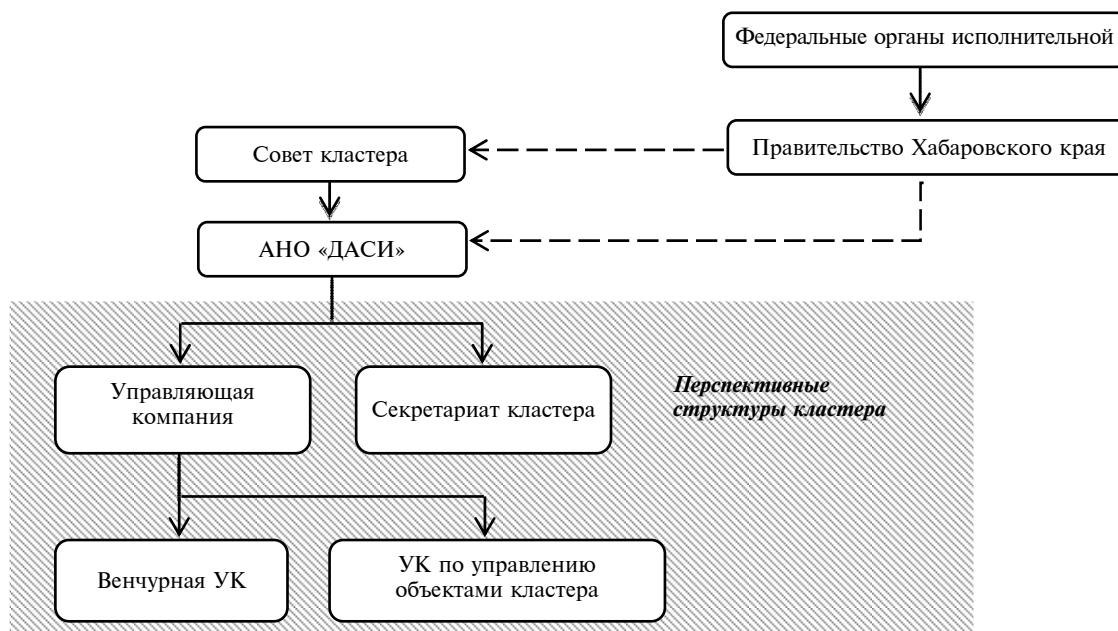 Федеральные органы исполнительной
Совет кластера
Правительство Хабаровского края
АНО «ДАСИ»
Управляющая
компания
Секретариат кластера
Перспективные
структуры кластера
Венчурная УК
УК по управлению
объектами кластера